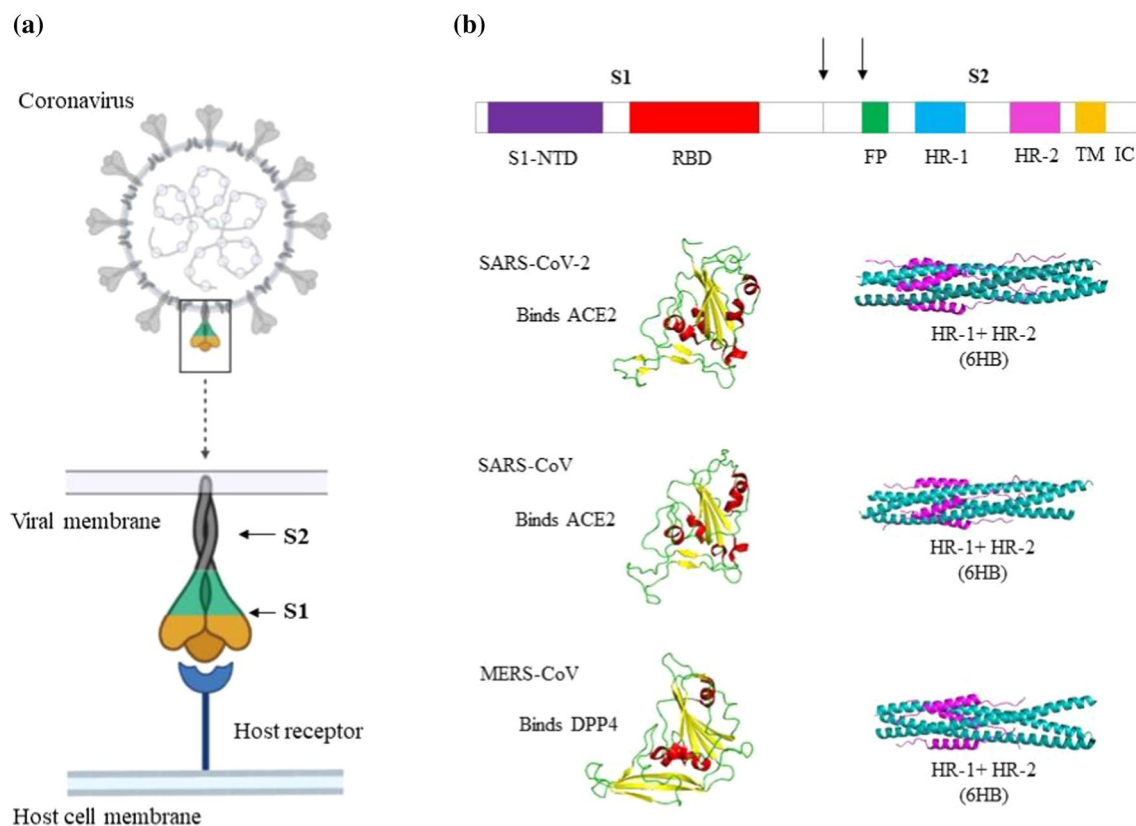 (a)
Coronavirus
Viral membrane
S2
S1
Host receptor
Host cell membrane
(b)
S1
S2
S1-NTD
RBD
FP
HR-1
HR-2
TM
IC
SARS-CoV-2
Binds ACE2
HR-1+ HR-2
(6HB)
SARS-CoV
Binds ACE2
HR-1+ HR-2
(6HB)
MERS-CoV
Binds DPP4
HR-1+ HR-2
(6HB)